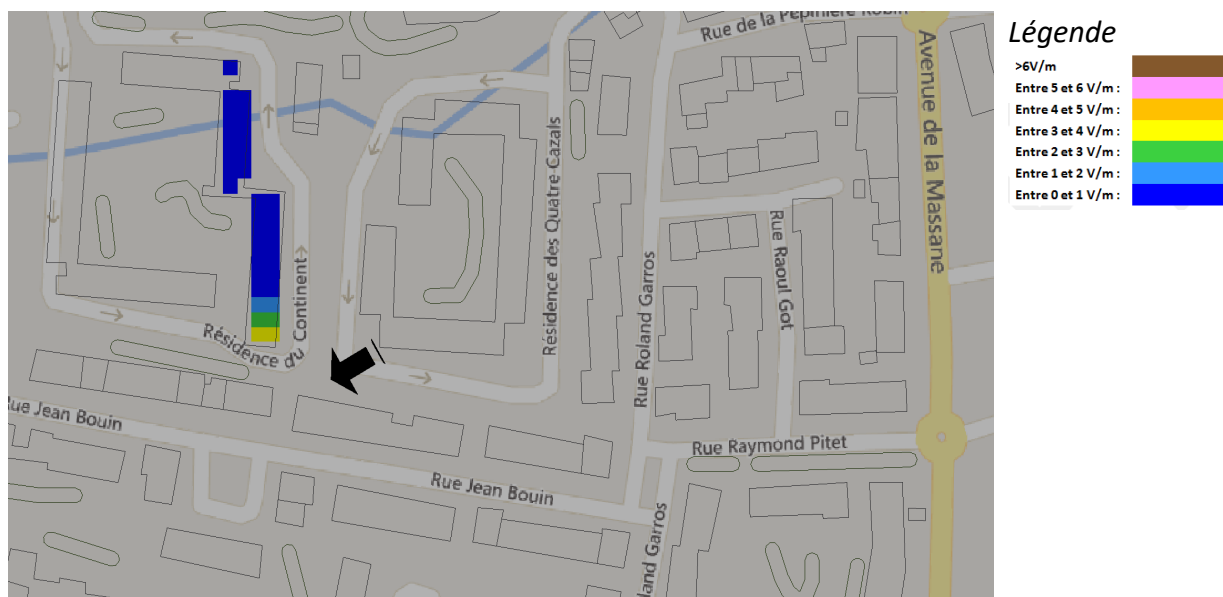 Rue de la Pépinière Robin
Légende
>6V/m
Entre 5 et 6 V/m :
Entre 4 et 5 V/m :
Entre 3 et 4 V/m :
Entre 2 et 3 V/m :
Entre 1 et 2 V/m :
Entre 0 et 1 V/m :
Avenue de la Massane
Résidence des Quatre Cazals
Rue Roland Garros
Rue Raoul Got
Résidence du Continent
Rue Jean Bouin
Rue Raymond Pitet
Rue Jean Bouin
land Garros